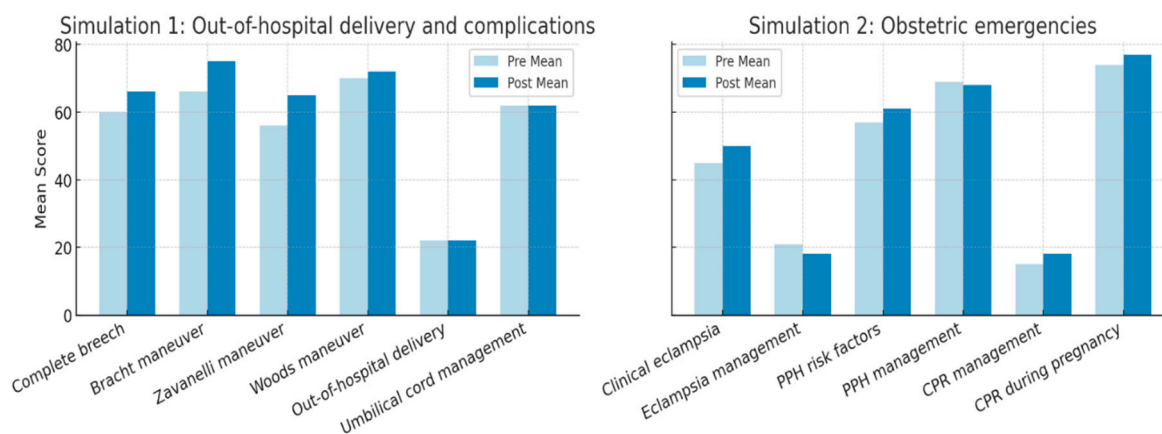 Simulation 1: Out-of-hospital delivery and complications
Pre Mean
Post Mean
Mean Score
80
60
40
20
0
Complete breech
Bracht maneuver
Zavanelli maneuver
Woods maneuver
Out-of-hospital delivery
Umbilical cord management
Simulation 2: Obstetric emergencies
Pre Mean
Post Mean
Clinical eclampsia
Eclampsia management
PPH risk factors
PPH management
CPR management
CPR during pregnancy